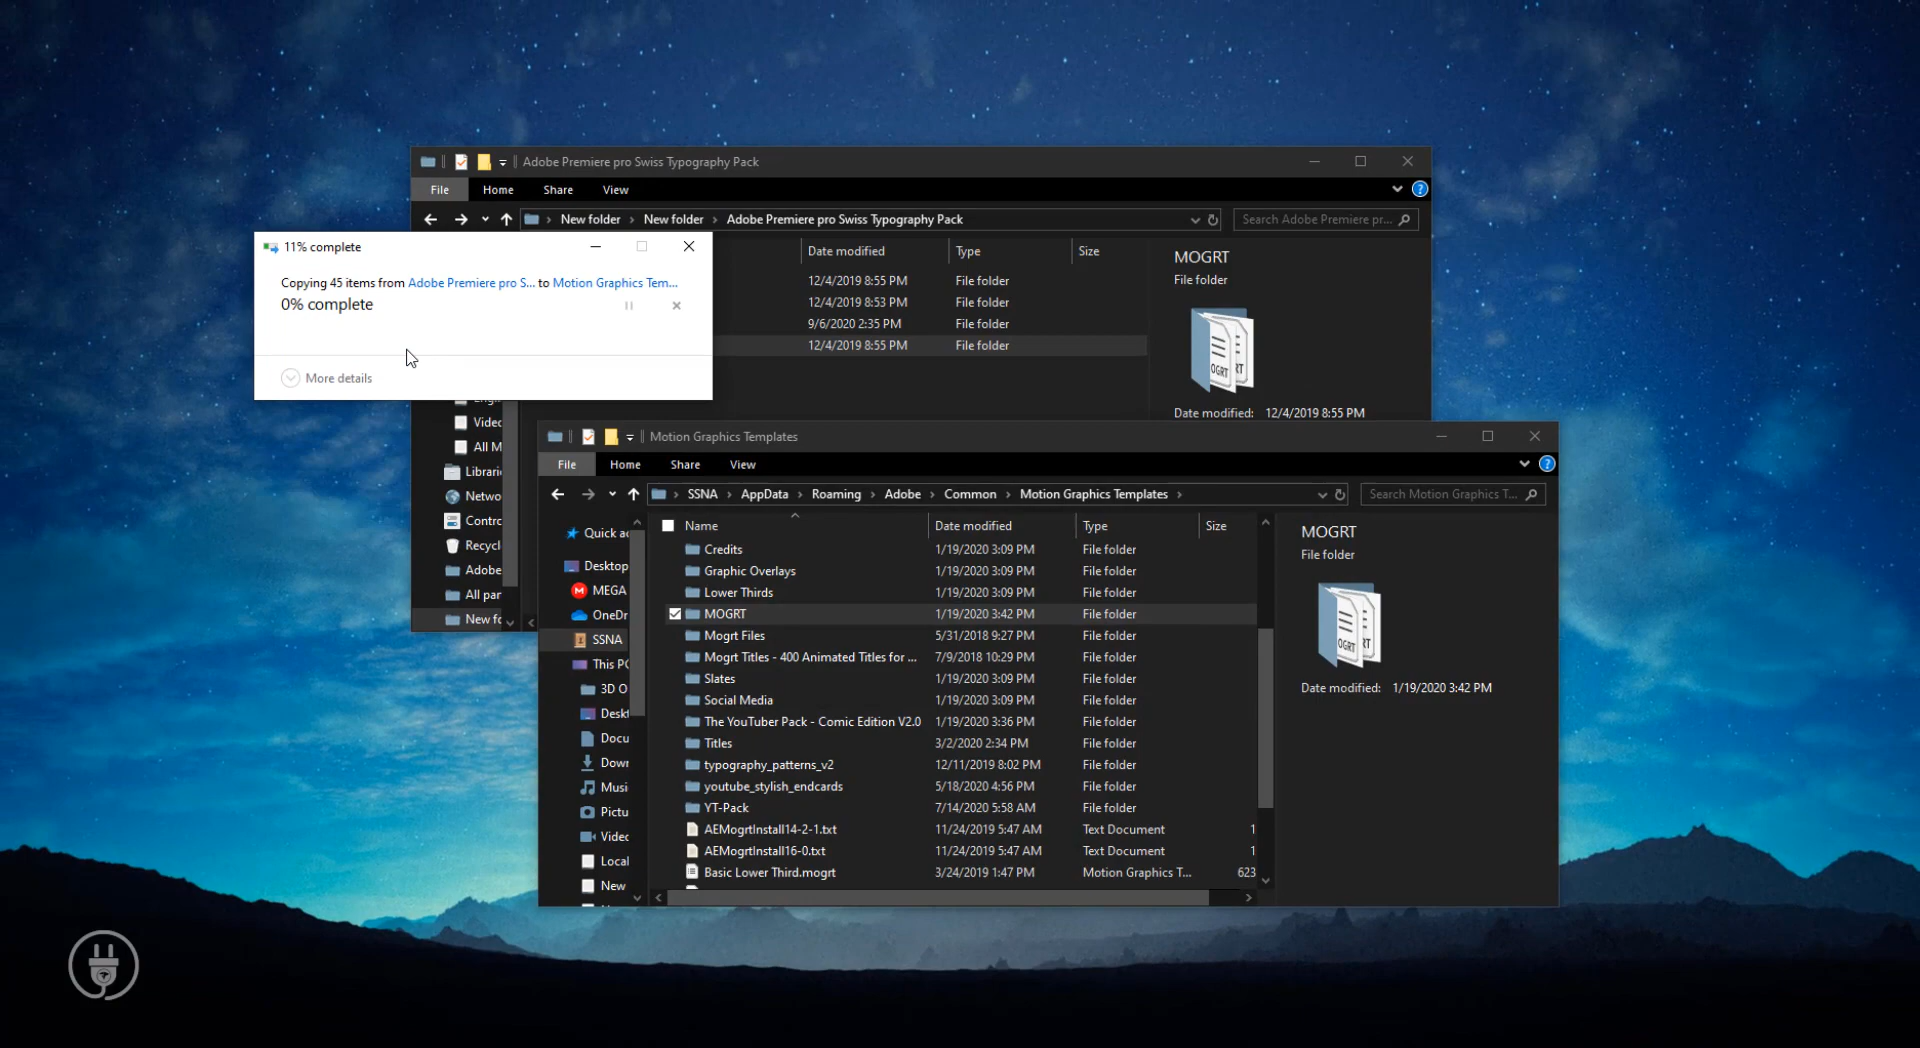 Adobe Premiere pro Swiss Typography Pack
File Home Share View
New folder New folder Adobe Premiere pro Swiss Typography Pack
Search Adobe Premiere pr...
11% complete
Copying 45 items from Adobe Premiere pro S... to Motion Graphics Tem...
0% complete
More details
Date modified Type Size
12/4/2019 8:55 PM File folder
12/4/2019 8:53 PM File folder
9/6/2020 2:35 PM File folder
12/4/2019 8:55 PM File folder
MOGRT
File folder
MOGRT
Date modified: 12/4/2019 8:55 PM
Videc
All M
Librari
Netwo
Contrc
Recycl
Adobe
All par
New fc
Motion Graphics Templates
File Home Share View
SSNA AppData Roaming Adobe Common Motion Graphics Templates
Search Motion Graphics T...
Quick ac
Desktop
MEGA
OneDr
SSNA
This PC
3D O
Deskt
Docu
Down
Musi
Pictu
Videc
Local
New
Name Date modified Type Size
Credits 1/19/2020 3:09 PM File folder
Graphic Overlays 1/19/2020 3:09 PM File folder
Lower Thirds 1/19/2020 3:09 PM File folder
MOGRT 1/19/2020 3:42 PM File folder
Mogrt Files 5/31/2018 9:27 PM File folder
Mogrt Titles - 400 Animated Titles for ... 7/9/2018 10:29 PM File folder
Slates 1/19/2020 3:09 PM File folder
Social Media 1/19/2020 3:09 PM File folder
The YouTuber Pack - Comic Edition V2.0 1/19/2020 3:36 PM File folder
Titles 3/2/2020 2:34 PM File folder
typography_patterns_v2 12/11/2019 8:02 PM File folder
youtube_stylish_endcards 5/18/2020 4:56 PM File folder
YT-Pack 7/14/2020 5:58 AM File folder
AEMogrtInstall14-2-1.txt 11/24/2019 5:47 AM Text Document 1
AEMogrtInstall16-0.txt 11/24/2019 5:47 AM Text Document 1
Basic Lower Third.mogrt 3/24/2019 1:47 PM Motion Graphics T... 623
MOGRT
File folder
Date modified: 1/19/2020 3:42 PM